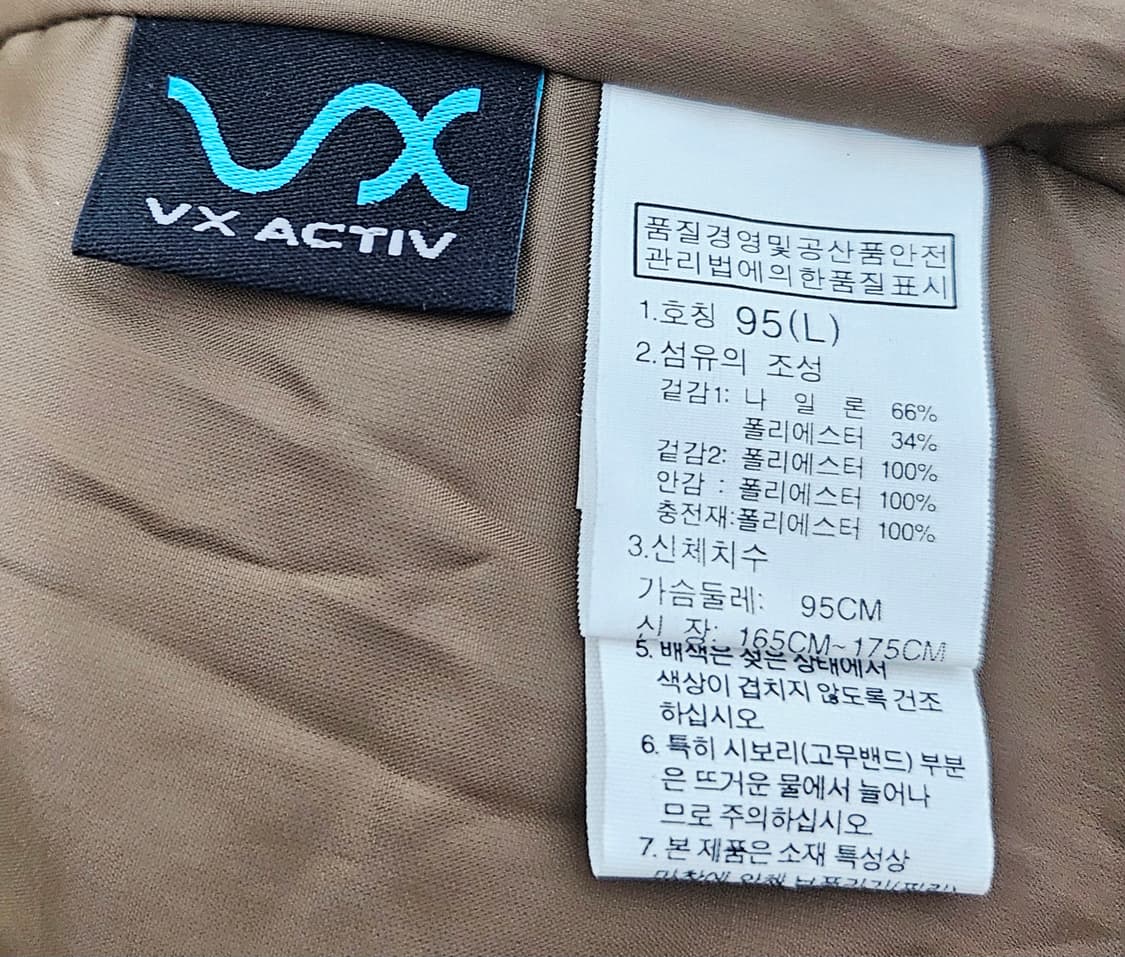 VX
VX ACTIV
품질경영및공산품안전
관리법에의한품질표시
1.호칭 95(L)
2.섬유의 조성
겉감1: 나 일 론 66%
폴리에스터 34%
겉감2: 폴리에스터 100%
안감 : 폴리에스터 100%
충전재:폴리에스터 100%
3.신체치수
가슴둘레: 95CM
신 장: 165CM~175CM
5. 배색은 젖은 상태에서
색상이 겹치지 않도록 건조
하십시오
6. 특히 시보리(고무밴드) 부분
은 뜨거운 물에서 늘어나
므로 주의하십시오
7. 본 제품은 소재 특성상